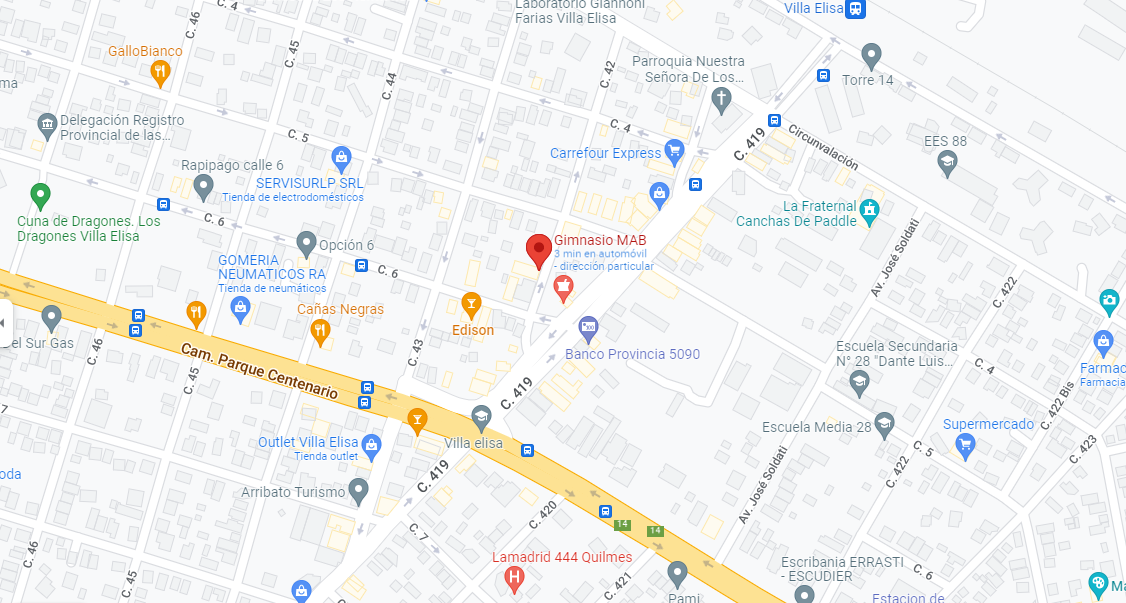 Laboratorio Giannoni
Farias Villa Elisa
Villa Elisa
C. 4
C. 46
C. 45
GalloBianco
C. 44
C. 42
Parroquia Nuestra
Señora De Los...
Torre 14
ma
Delegación Registro
Provincial de las...
C. 5
C. 4
C. 419
Circunvalación
EES 88
Carrefour Express
Rapipago calle 6
SERVISURLP SRL
Tienda de electrodomésticos
Cuna de Dragones. Los
Dragones Villa Elisa
C. 6
La Fraternal
Canchas De Paddle
Opción 6
Gimnasio MAB
3 min en automóvil
- dirección particular
Av. José Soldati
GOMERIA
NEUMATICOS RA
Tienda de neumáticos
C. 6
C. 422
Cañas Negras
Edison
Del Sur Gas
C. 46
Cam. Parque Centenario
C. 43
Banco Provincia 5090
Escuela Secundaria
N° 28 "Dante Luis...
C. 4
Farmac
Farmacia
C. 45
C. 419
C. 422 Bis
7
Escuela Media 28
Supermercado
Villa elisa
Outlet Villa Elisa
Tienda outlet
C. 5
C. 423
oda
C. 419
Av. José Soldati
C. 422
Arribato Turismo
C. 420
14
14
C. 7
C. 46
Lamadrid 444 Quilmes
Escribania ERRASTI
- ESCUDIER
C. 6
C. 45
C. 421
Pami
Estacion de
Ma